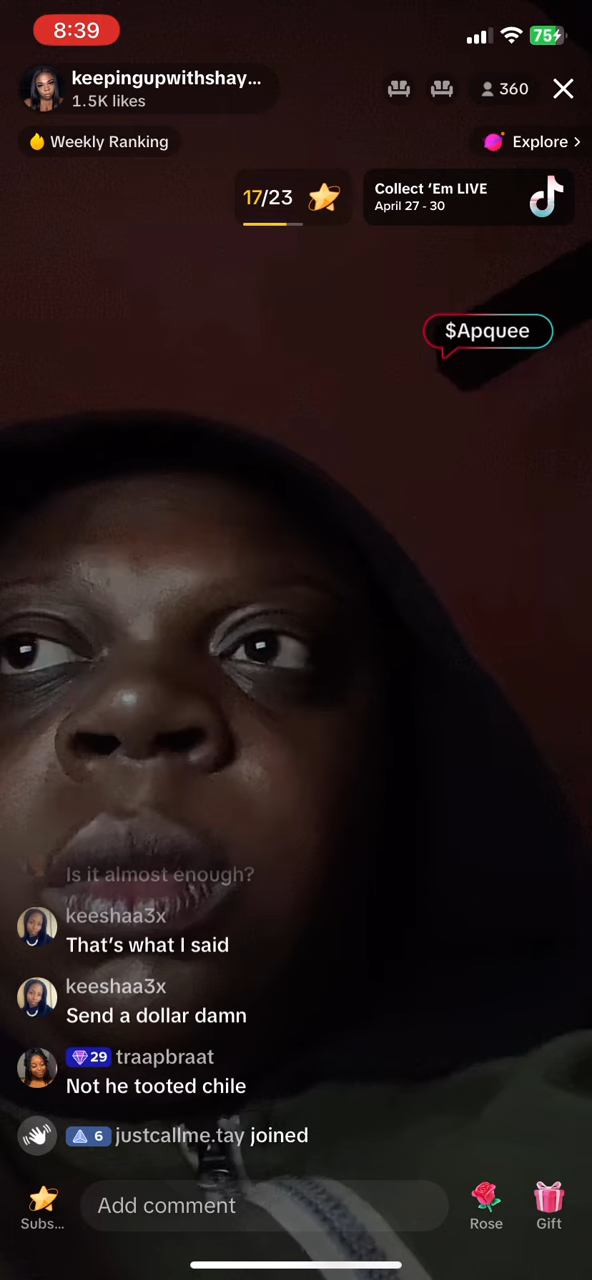 8:39
75
keepingupwithshay...
1.5K likes
360
Weekly Ranking
Explore >
17/23
Collect ‘Em LIVE
April 27 - 30
$Apquee
Is it almost enough?
keeshaa3x
That’s what I said
keeshaa3x
Send a dollar damn
29 traapbraat
Not he tooted chile
6 justcallme.tay joined
Add comment
Subs...
Rose
Gift